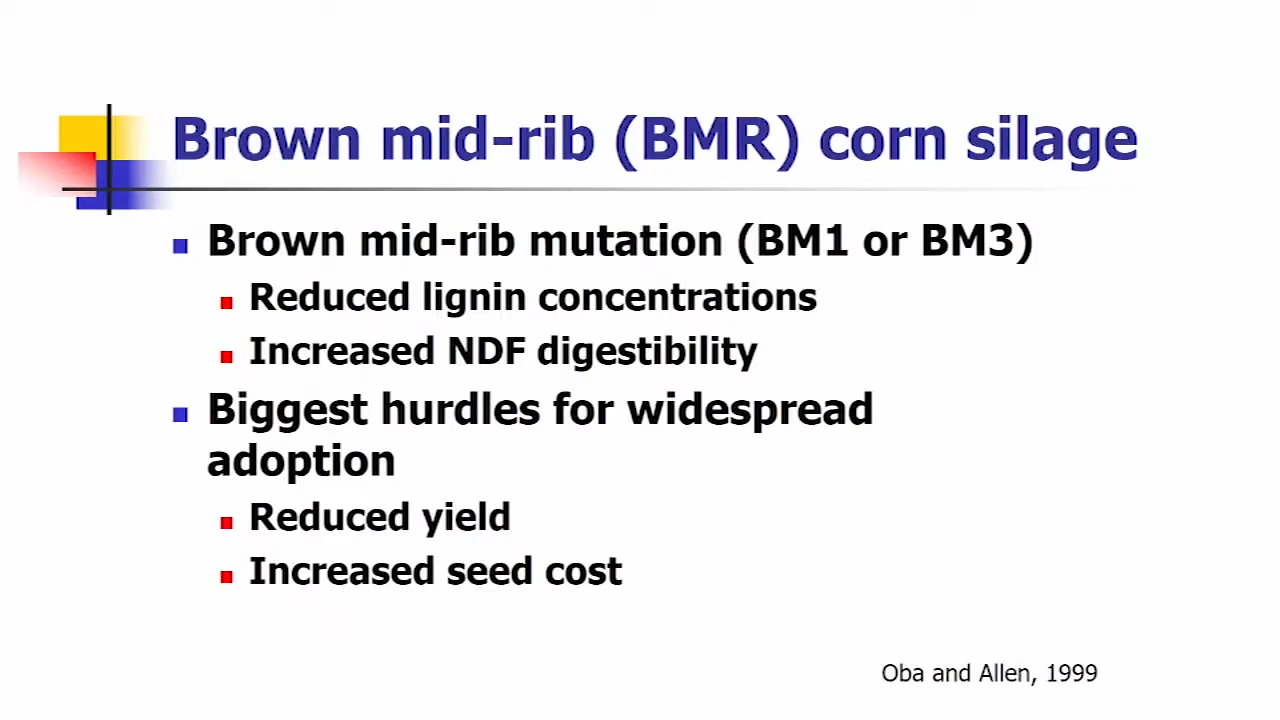 Brown mid-rib (BMR) corn silage
Brown mid-rib mutation (BM1 or BM3)
Reduced lignin concentrations
Increased NDF digestibility
Biggest hurdles for widespread
adoption
Reduced yield
Increased seed cost
Oba and Allen, 1999